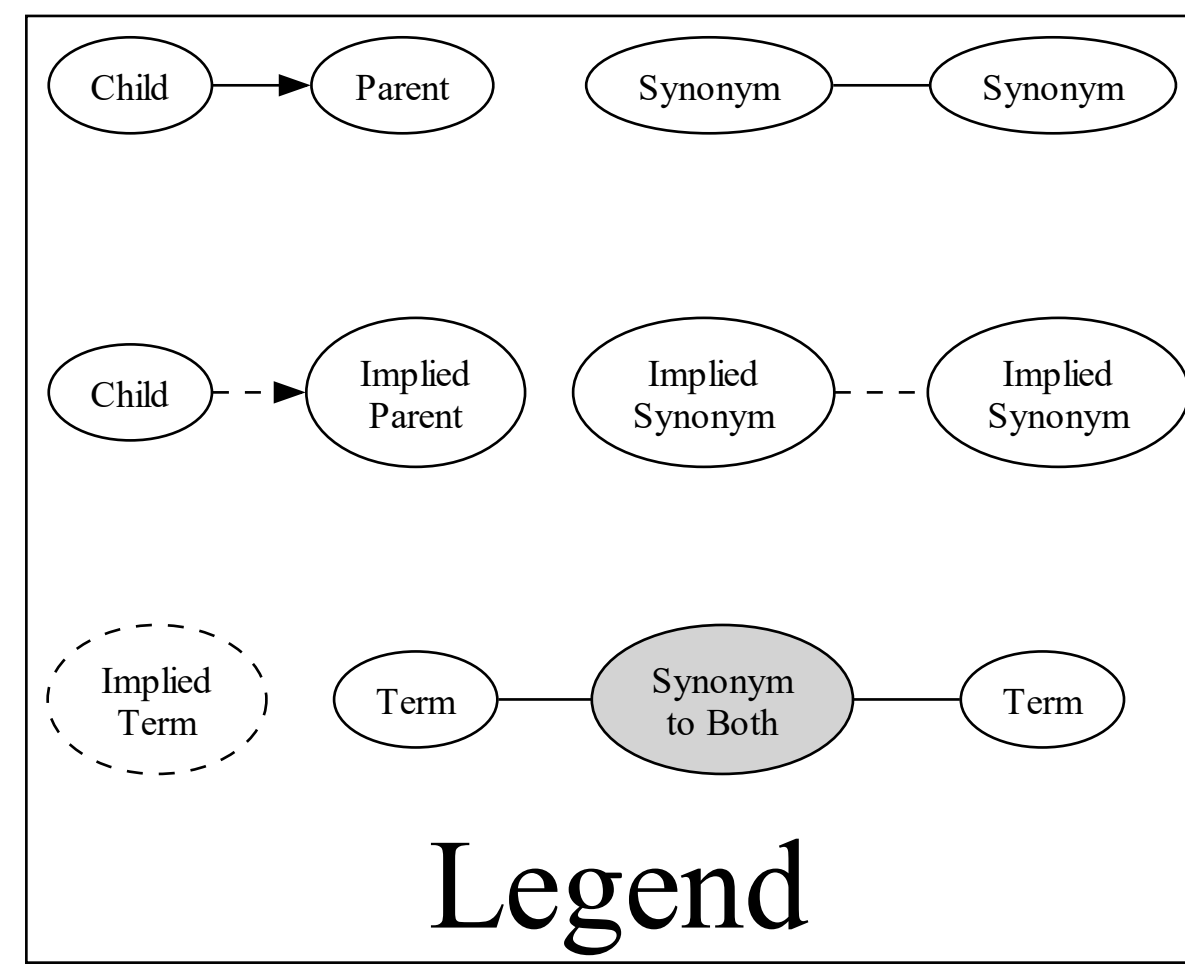 Child
Parent
Synonym
Synonym
Child
Implied
Parent
Implied
Synonym
Implied
Synonym
Implied
Term
Term
Synonym
to Both
Term
Legend